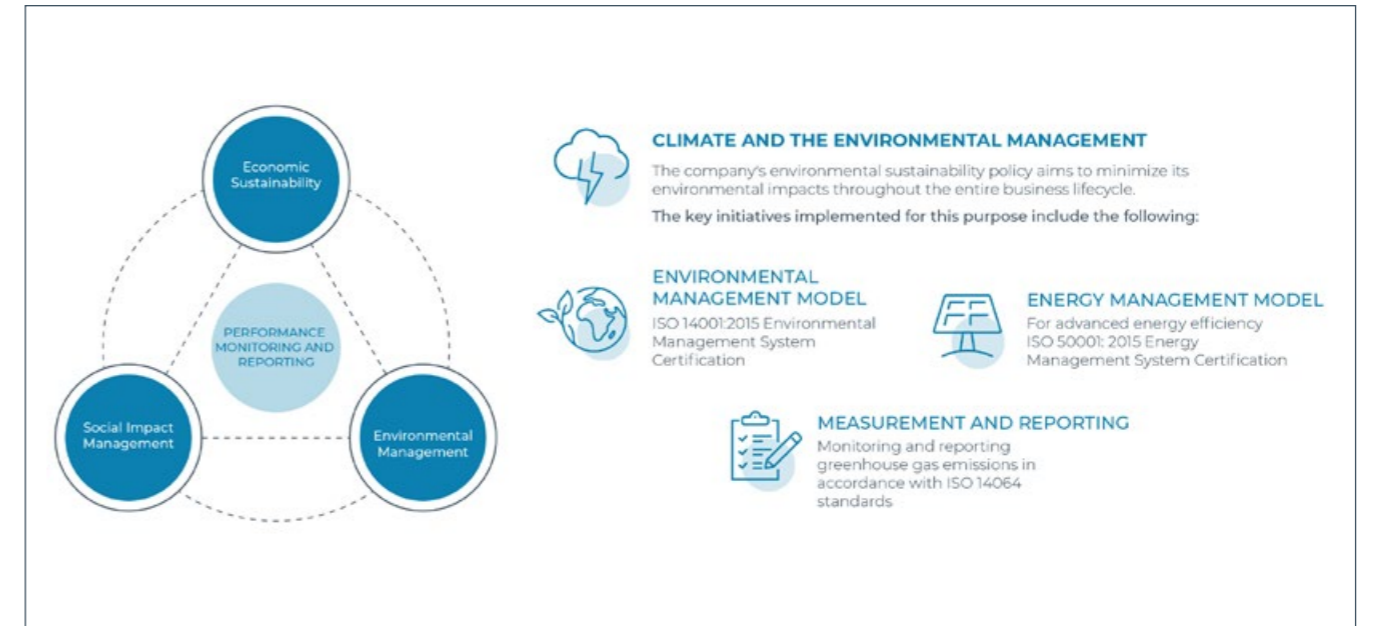 Economic
Sustainability
PERFORMANCE
MONITORING AND
REPORTING
Social Impact
Management
Environmental
Management
CLIMATE AND THE ENVIRONMENTAL MANAGEMENT
The company's environmental sustainability policy aims to minimize its
environmental impacts throughout the entire business lifecycle.
The key initiatives implemented for this purpose include the following:
ENVIRONMENTAL
MANAGEMENT MODEL
ISO 14001:2015 Environmental
Management System
Certification
ENERGY MANAGEMENT MODEL
For advanced energy efficiency
ISO 50001: 2015 Energy
Management System Certification
MEASUREMENT AND REPORTING
Monitoring and reporting
greenhouse gas emissions in
accordance with ISO 14064
standards